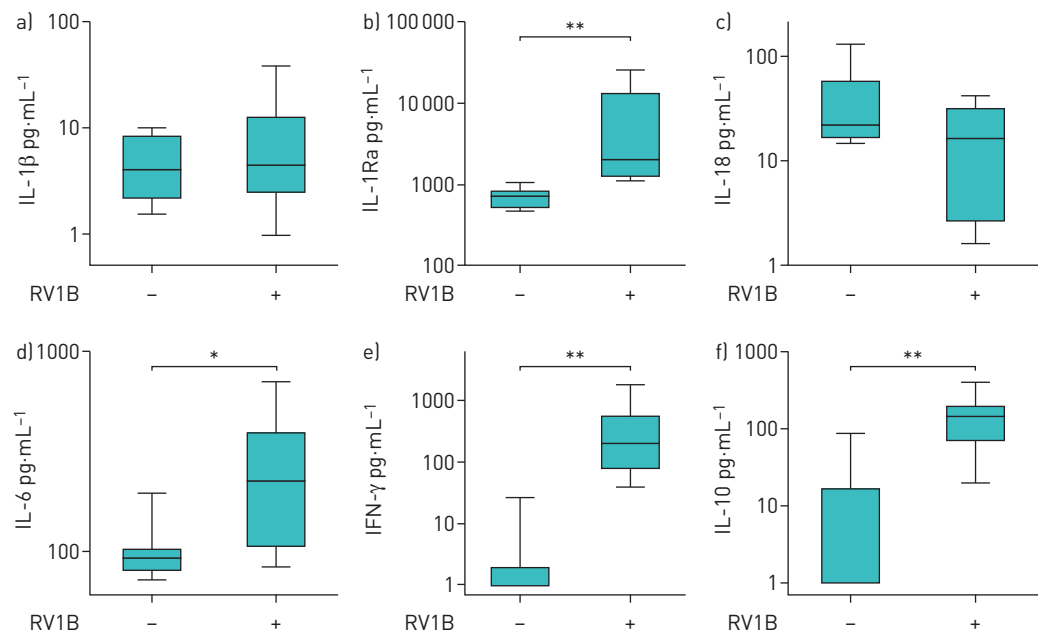 a)
100
10
1
IL-1β pg·mL⁻¹
RV1B
–
+
b)
**
100 000
10 000
1000
100
IL-1Ra pg·mL⁻¹
RV1B
–
+
c)
100
10
1
IL-18 pg·mL⁻¹
RV1B
–
+
d)
*
1000
100
IL-6 pg·mL⁻¹
RV1B
–
+
e)
**
1000
100
10
1
IFN-γ pg·mL⁻¹
RV1B
–
+
f)
**
1000
100
10
1
IL-10 pg·mL⁻¹
RV1B
–
+